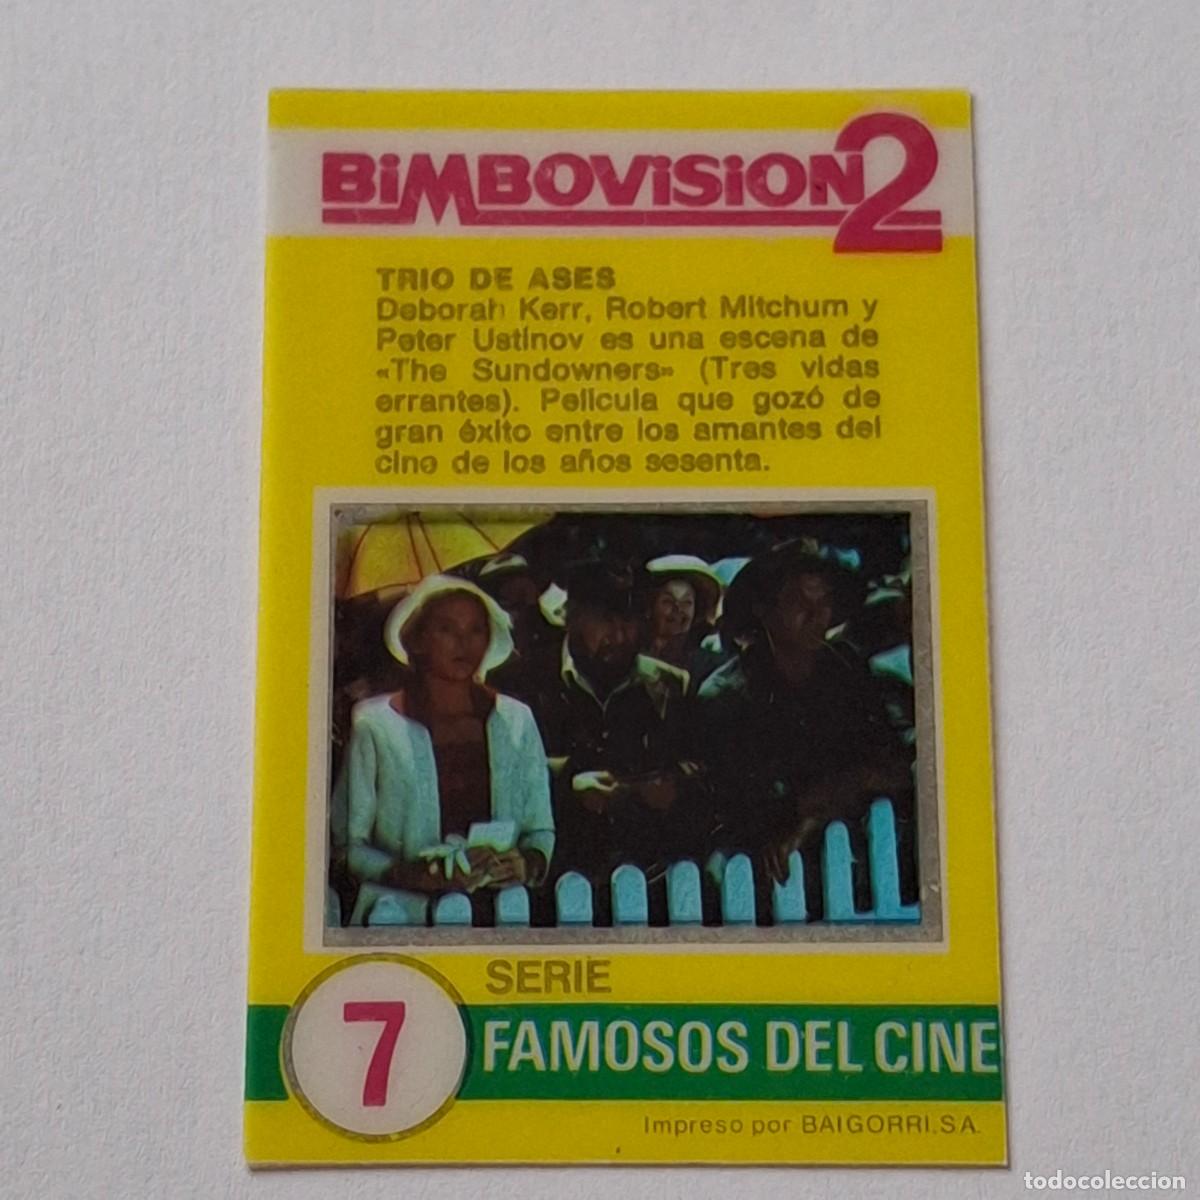 BiMBOViSiON2
TRIO DE ASES
Deborah Kerr, Robert Mitchum y
Peter Ustinov es una escena de
«The Sundowners» (Tres vidas
errantes). Pelicula que gozó de
gran éxito entre los amantes del
cine de los años sesenta.
SERIE
7
FAMOSOS DEL CINE
Impreso por BAIGORRI.S.A.
todocoleccion